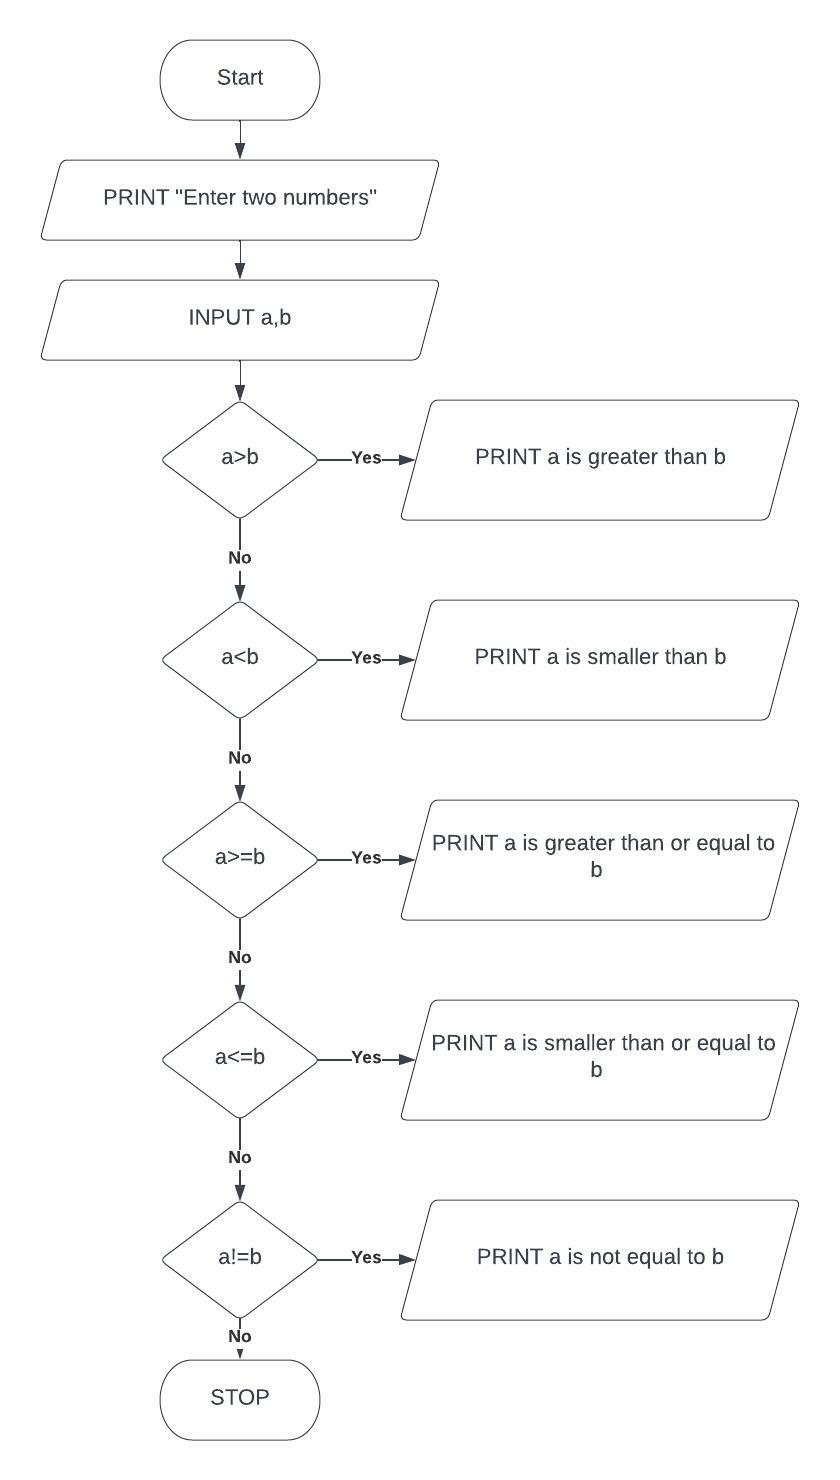 Start
PRINT "Enter two numbers"
INPUT a,b
a>b
Yes
PRINT a is greater than b
No
a<b
Yes
PRINT a is smaller than b
No
a>=b
Yes
PRINT a is greater than or equal to
b
No
a<=b
Yes
PRINT a is smaller than or equal to
b
No
a!=b
Yes
PRINT a is not equal to b
No
STOP